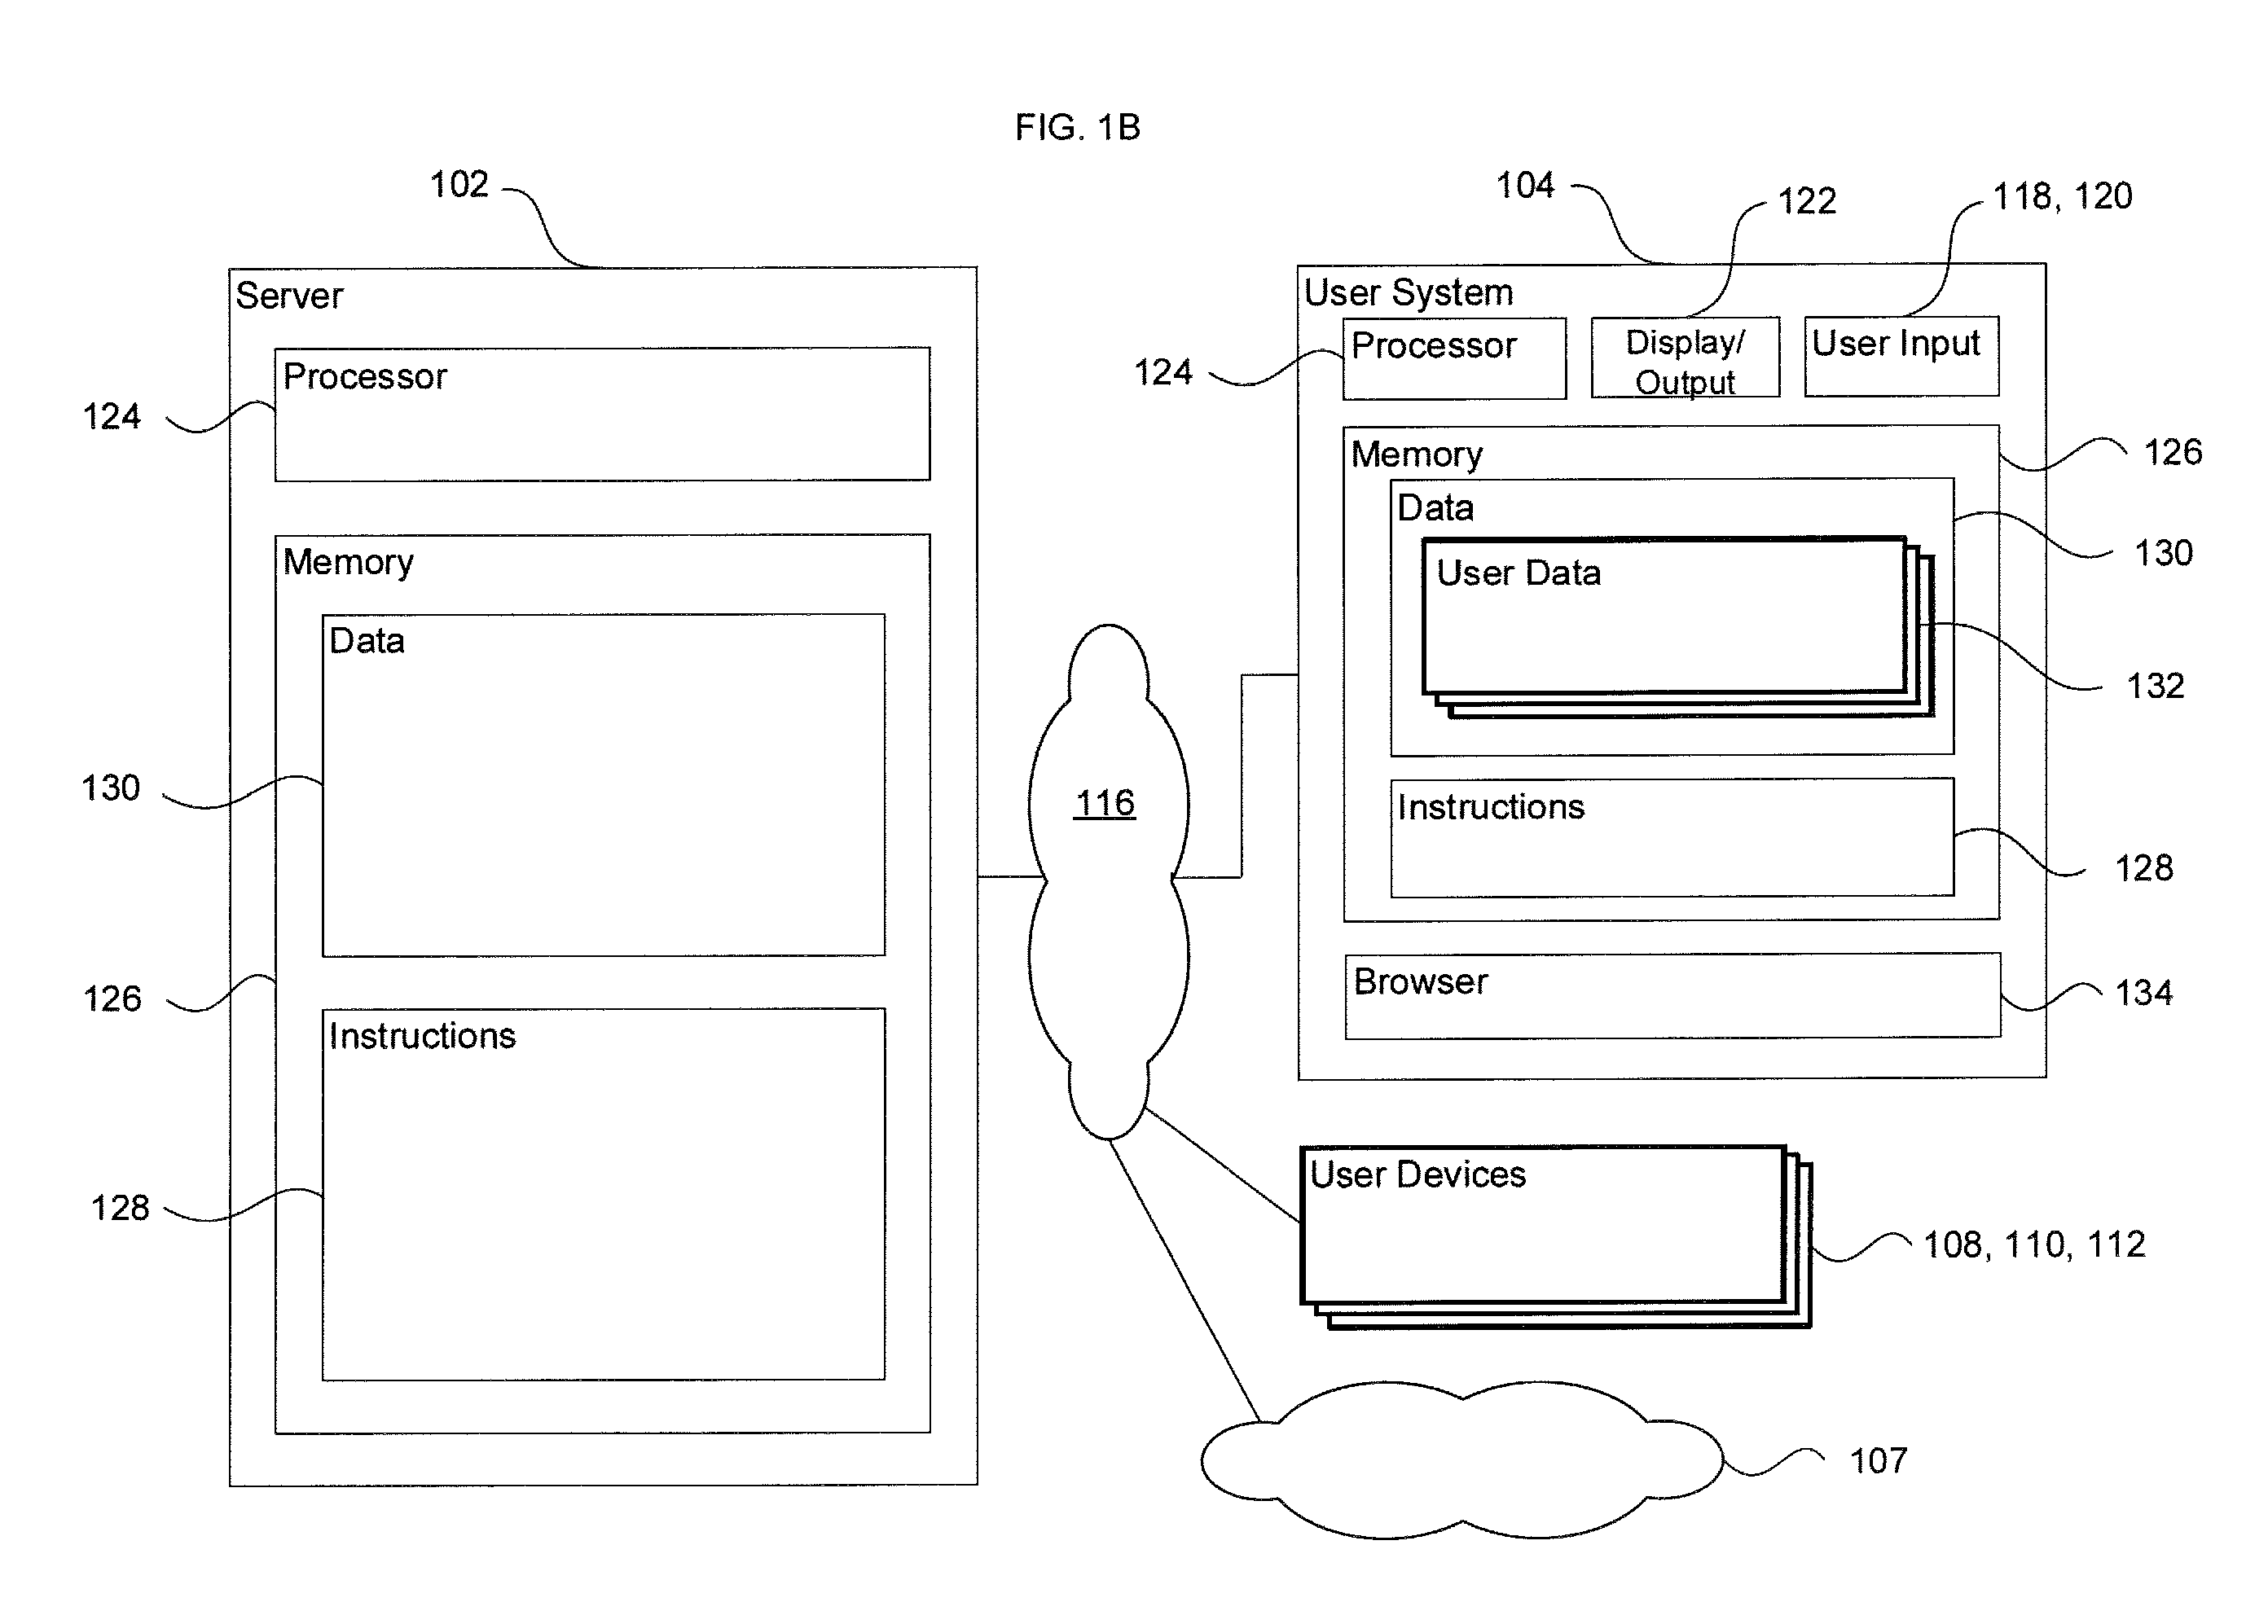 FIG. 1B
102
Server
Processor
124
Memory
Data
130
126
Instructions
128
116
104
122
118, 120
User System
Processor
124
Display/
Output
User Input
Memory
126
Data
130
User Data
132
Instructions
128
Browser
134
User Devices
108, 110, 112
107